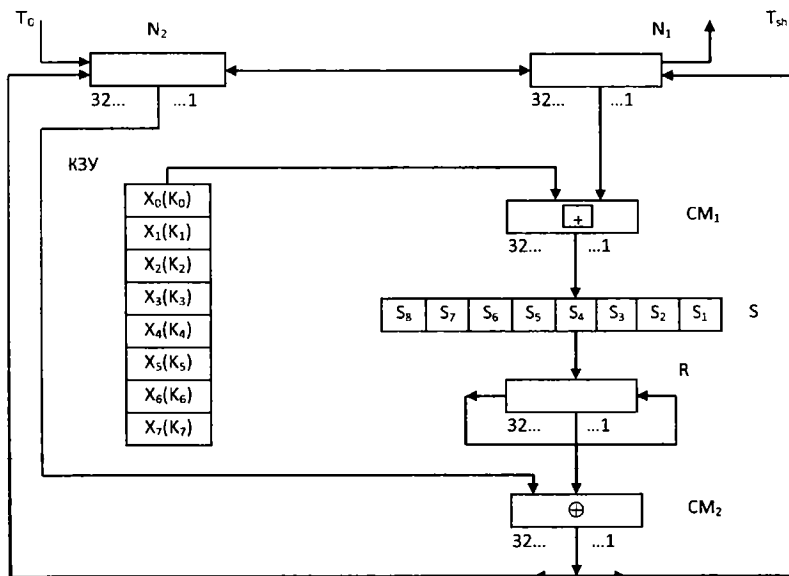 T₀ N₂ N₁ Tsh
32... ...1 32... ...1
КЗУ
X₀(K₀)
X₁(K₁)
X₂(K₂)
X₃(K₃)
X₄(K₄)
X₅(K₅)
X₆(K₆)
X₇(K₇)
+ CM₁
32... ...1
S₈ S₇ S₆ S₅ S₄ S₃ S₂ S₁ S
R
32... ...1
⊕ CM₂
32... ...1